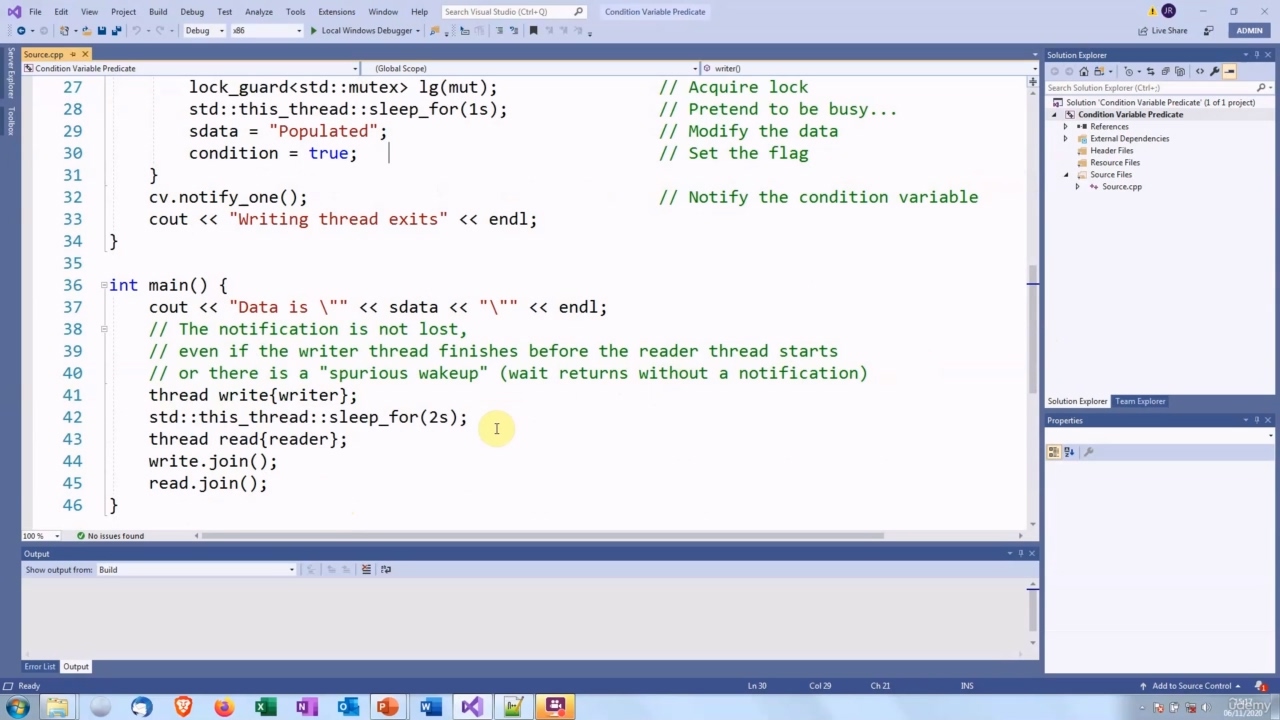 File Edit View Project Build Debug Test Analyze Tools Extensions Window Help Search Visual Studio (Ctrl+Q) Condition Variable Predicate JR
Debug x86 Local Windows Debugger Live Share ADMIN
Server Explorer
Toolbox
Source.cpp
Condition Variable Predicate (Global Scope) writer()
27 lock_guard<std::mutex> lg(mut); // Acquire lock
28 std::this_thread::sleep_for(1s); // Pretend to be busy...
29 sdata = "Populated"; // Modify the data
30 condition = true; // Set the flag
31 }
32 cv.notify_one(); // Notify the condition variable
33 cout << "Writing thread exits" << endl;
34 }
35
36 int main() {
37 cout << "Data is \"" << sdata << "\"" << endl;
38 // The notification is not lost,
39 // even if the writer thread finishes before the reader thread starts
40 // or there is a "spurious wakeup" (wait returns without a notification)
41 thread write{writer};
42 std::this_thread::sleep_for(2s);
43 thread read{reader};
44 write.join();
45 read.join();
46 }
100 % No issues found
Output
Show output from: Build
Error List Output
Solution Explorer
Search Solution Explorer (Ctrl+;)
Solution 'Condition Variable Predicate' (1 of 1 project)
Condition Variable Predicate
References
External Dependencies
Header Files
Resource Files
Source Files
Source.cpp
Solution Explorer Team Explorer
Properties
Ready Ln 30 Col 29 Ch 21 INS Add to Source Control
06/11/2020
udemy